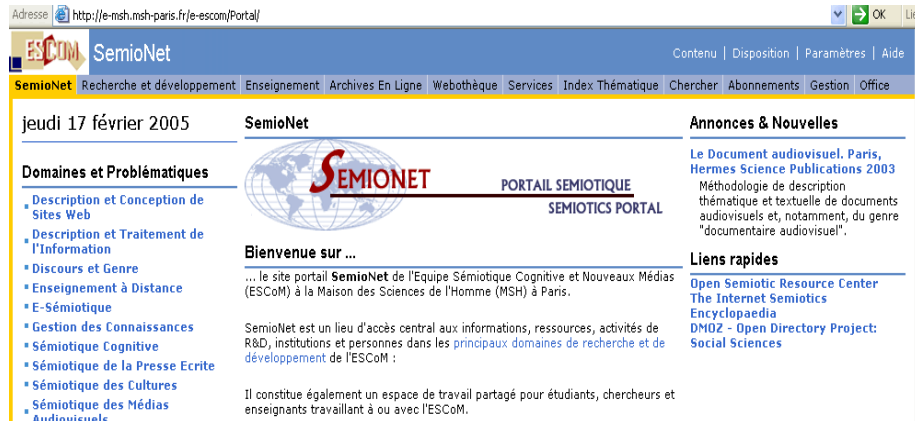 Adresse http://e-msh.msh-paris.fr/e-escom/Portal/ OK
ESCOM SemioNet Contenu | Disposition | Paramètres | Aide
SemioNet Recherche et développement Enseignement Archives En Ligne Webothèque Services Index Thématique Chercher Abonnements Gestion Office
jeudi 17 février 2005
Domaines et Problématiques
Description et Conception de
Sites Web
Description et Traitement de
l'Information
Discours et Genre
Enseignement à Distance
E-Sémiotique
Gestion des Connaissances
Sémiotique Cognitive
Sémiotique de la Presse Ecrite
Sémiotique des Cultures
Sémiotique des Médias
Audiovisuels
SemioNet
SEMIONET PORTAIL SEMIOTIQUE
SEMIOTICS PORTAL
Bienvenue sur ...
... le site portail SemioNet de l'Equipe Sémiotique Cognitive et Nouveaux Médias
(ESCoM) à la Maison des Sciences de l'Homme (MSH) à Paris.
SemioNet est un lieu d'accès central aux informations, ressources, activités de
R&D, institutions et personnes dans les principaux domaines de recherche et de
développement de l'ESCoM :
Il constitue également un espace de travail partagé pour étudiants, chercheurs et
enseignants travaillant à ou avec l'ESCoM.
Annonces & Nouvelles
Le Document audiovisuel. Paris,
Hermes Science Publications 2003
Méthodologie de description
thématique et textuelle de documents
audiovisuels et, notamment, du genre
"documentaire audiovisuel".
Liens rapides
Open Semiotic Resource Center
The Internet Semiotics
Encyclopaedia
DMOZ - Open Directory Project:
Social Sciences